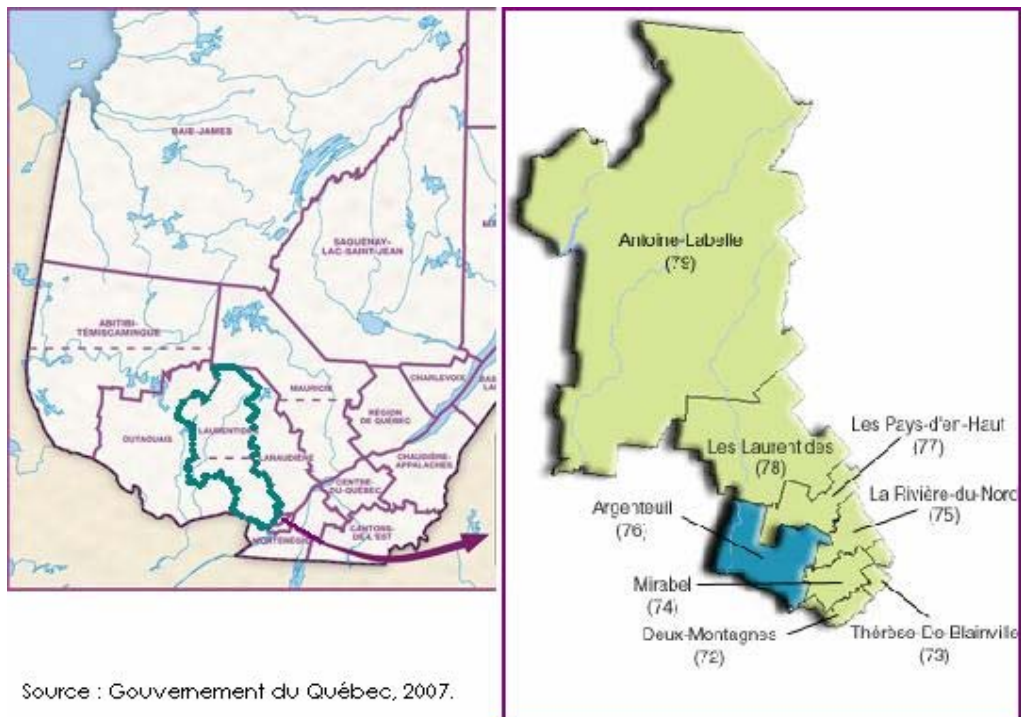 BAIE-JAMES
SAGUENAY-
LAC-SAINT-JEAN
ABITIBI-
TÉMISCAMINGUE
MAURICIE
CHARLEVOIX
RÉGION
DE QUÉBEC
OUTAOUAIS
LANAUDIÈRE
CHAUDIÈRE-
APPALACHES
CENTRE-
DU-QUÉBEC
CANTONS-
DE L'EST
Source : Gouvernement du Québec, 2007.
Antoine-Labelle
(79)
Les Pays-d'en-Haut
(77)
Les Laurentides
(78)
La Rivière-du-Nord
(75)
Argenteuil
(76)
Mirabel
(74)
Deux-Montagnes
(72)
Thérèse-De-Blainville
(73)